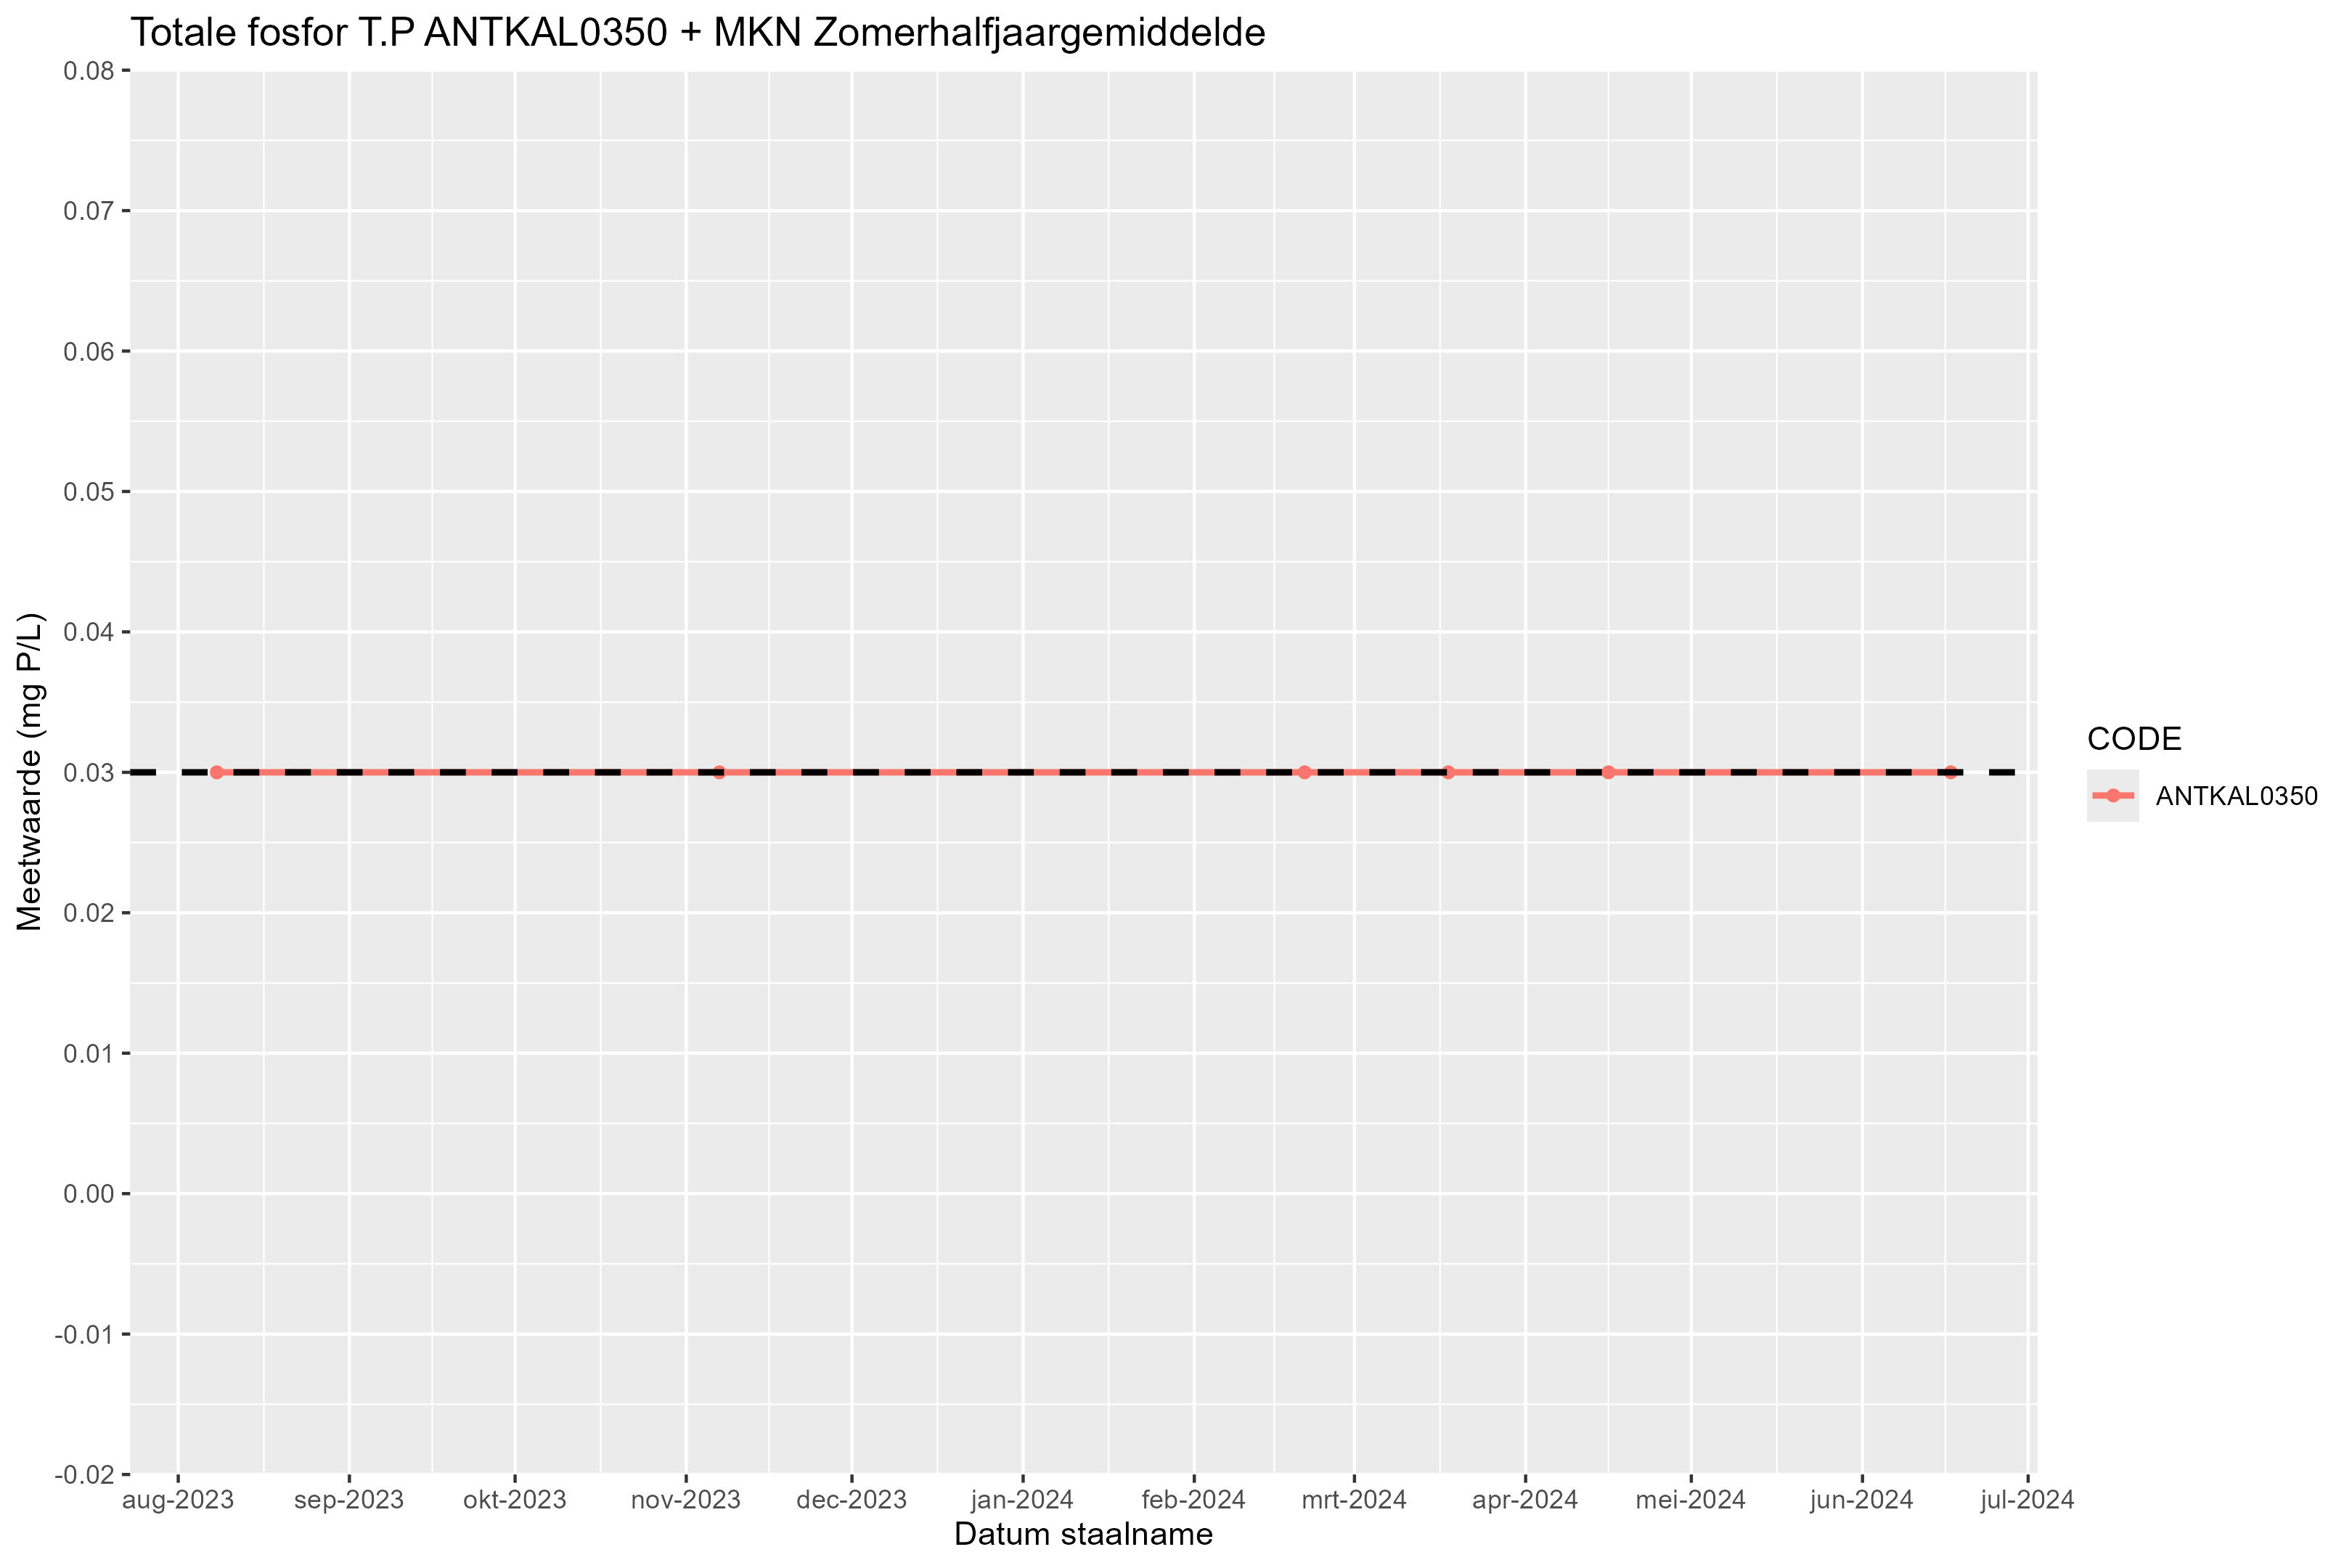 Totale fosfor T.P ANTKAL0350 + MKN Zomerhalfjaargemiddelde
0.08
0.07
0.06
0.05
0.04
0.03
0.02
0.01
0.00
-0.01
-0.02
Meetwaarde (mg P/L)
aug-2023 sep-2023 okt-2023 nov-2023 dec-2023 jan-2024 feb-2024 mrt-2024 apr-2024 mei-2024 jun-2024 jul-2024
Datum staalname
CODE
ANTKAL0350